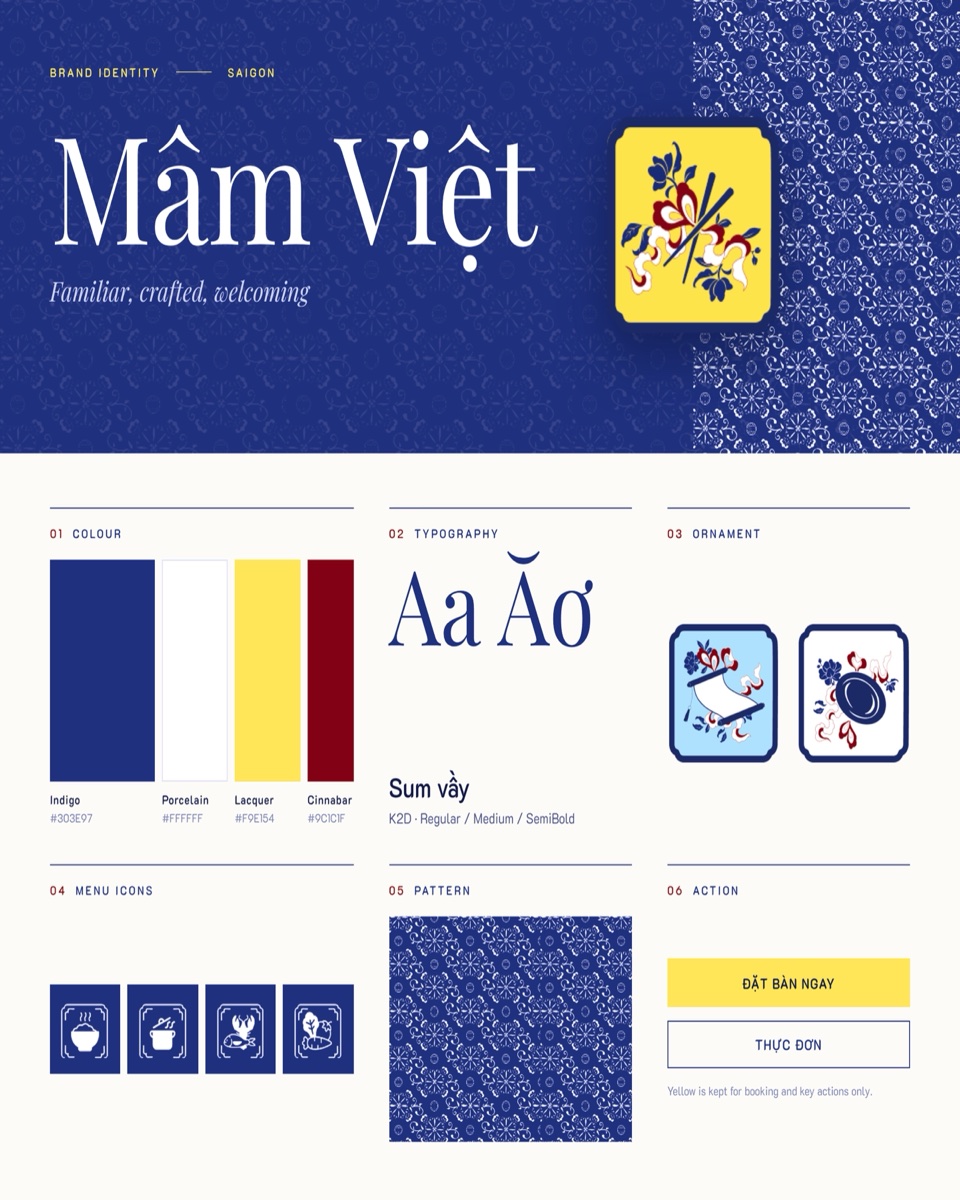 BRAND IDENTITY SAIGON
Mâm Việt
Familiar, crafted, welcoming
01 COLOUR
Indigo
#303E97
Porcelain
#FFFFFF
Lacquer
#F9E154
Cinnabar
#9C1C1F
02 TYPOGRAPHY
Aa Ăơ
Sum vầy
K2D · Regular / Medium / SemiBold
03 ORNAMENT
04 MENU ICONS
05 PATTERN
06 ACTION
ĐẶT BÀN NGAY
THỰC ĐƠN
Yellow is kept for booking and key actions only.